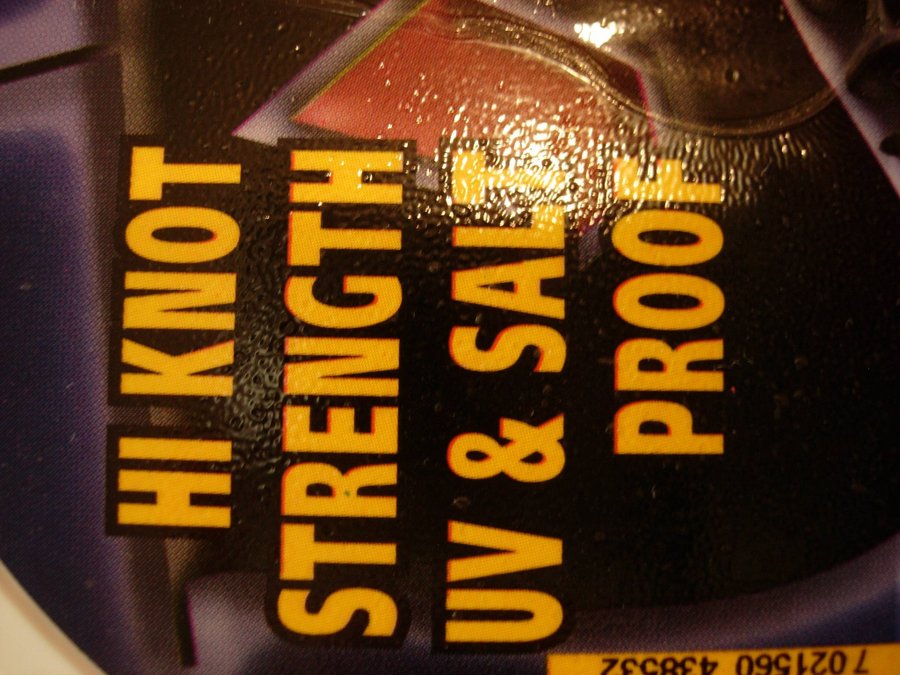 HI KNOT
STRENGTH
UV & SALT
PROOF
7 021560 438532